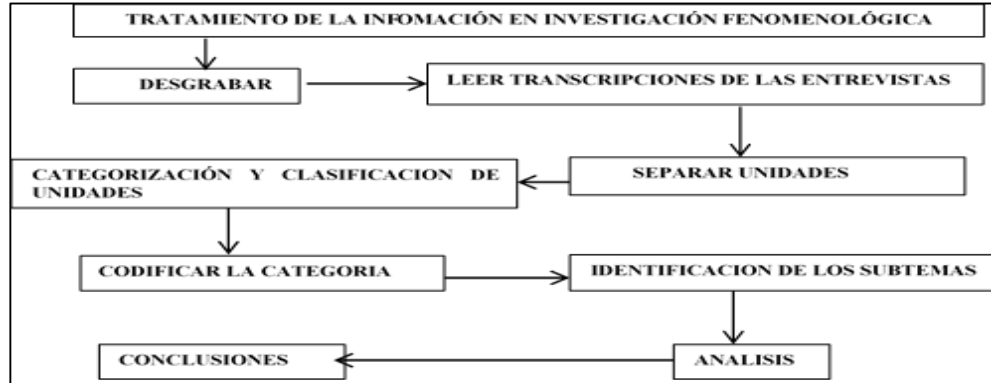 TRATAMIENTO DE LA INFOMACIÓN EN INVESTIGACIÓN FENOMENOLÓGICA
DESGRABAR
LEER TRANSCRIPCIONES DE LAS ENTREVISTAS
SEPARAR UNIDADES
CATEGORIZACIÓN Y CLASIFICACION DE
UNIDADES
CODIFICAR LA CATEGORIA
IDENTIFICACION DE LOS SUBTEMAS
ANALISIS
CONCLUSIONES